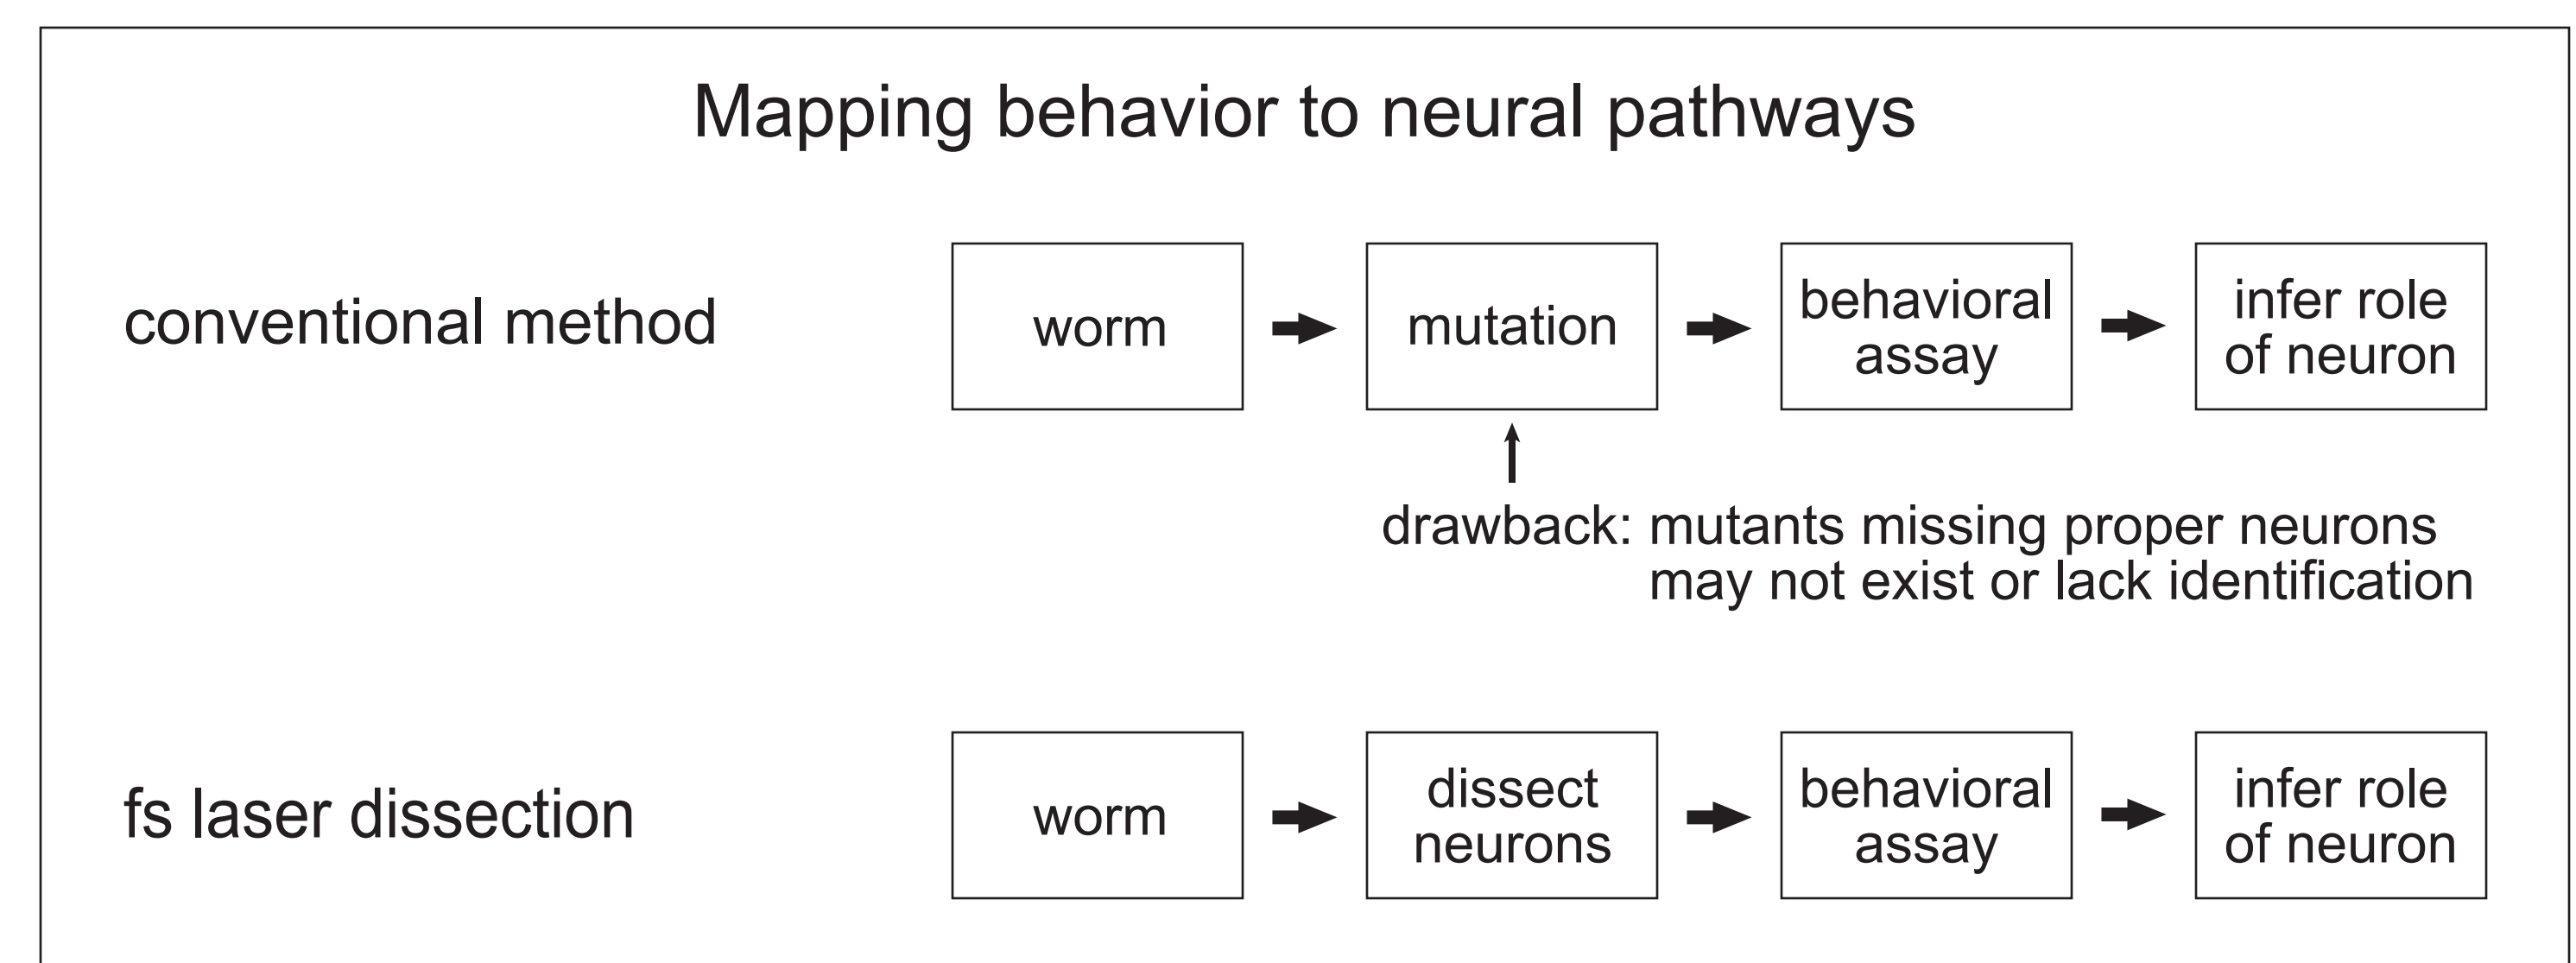 Mapping behavior to neural pathways
conventional method
worm
mutation
behavioral
assay
infer role
of neuron
drawback: mutants missing proper neurons
may not exist or lack identification
fs laser dissection
worm
dissect
neurons
behavioral
assay
infer role
of neuron